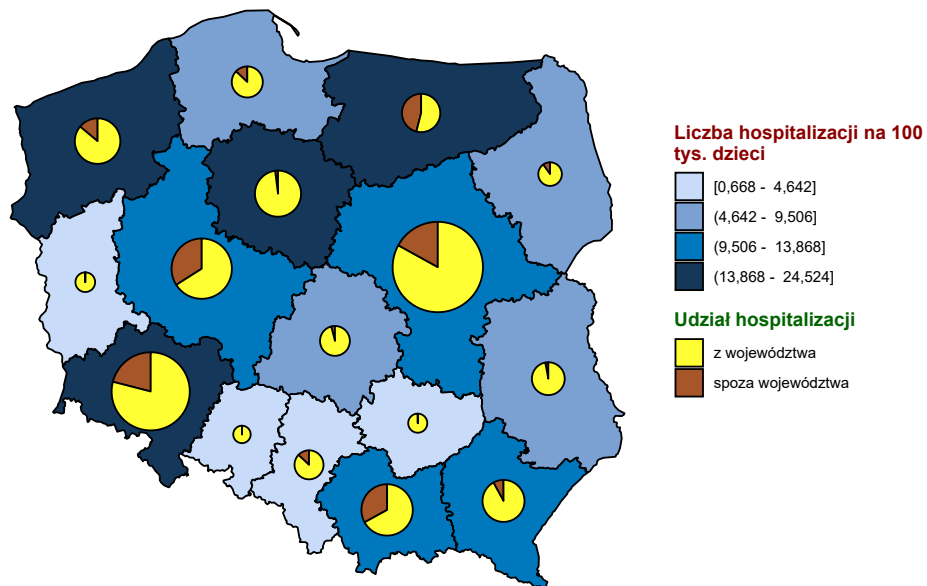 Liczba hospitalizacji na 100
tys. dzieci
[0,668 - 4,642]
(4,642 - 9,506]
(9,506 - 13,868]
(13,868 - 24,524]
Udział hospitalizacji
z województwa
spoza województwa